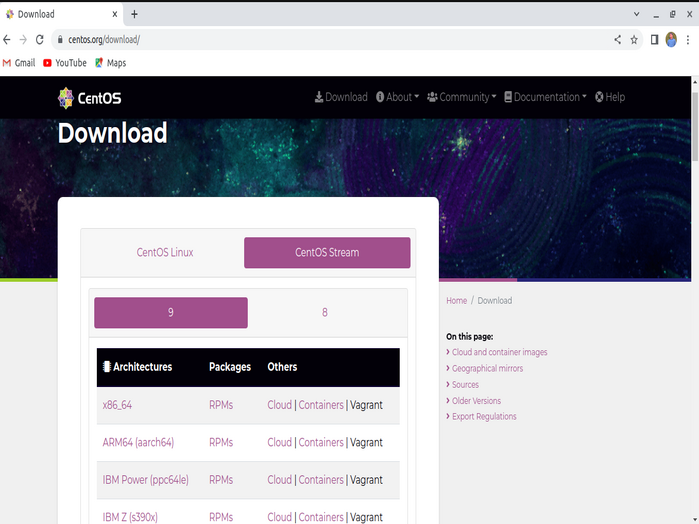 Download
centos.org/download/
Gmail YouTube Maps
CentOS
Download About Community Documentation Help
Download
CentOS Linux CentOS Stream
9 8
Architectures Packages Others
x86_64 RPMs Cloud | Containers | Vagrant
ARM64 (aarch64) RPMs Cloud | Containers | Vagrant
IBM Power (ppc64le) RPMs Cloud | Containers | Vagrant
IBM Z (s390x) RPMs Cloud | Containers | Vagrant
Home / Download
On this page:
Cloud and container images
Geographical mirrors
Sources
Older Versions
Export Regulations